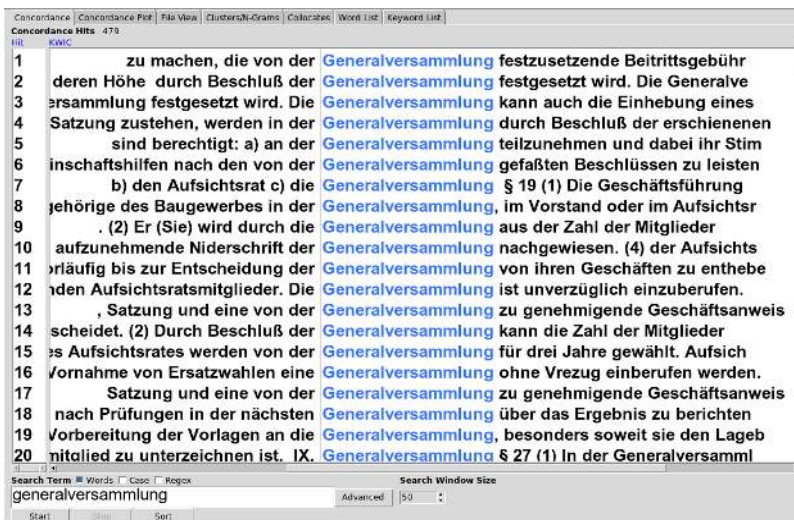 Concordance Concordance Plot File View Clusters/N-Grams Collocates Word List Keyword List
Concordance Hits 479
Hit KWIC
1 zu machen, die von der Generalversammlung festzusetzende Beitrittsgebühr
2 deren Höhe durch Beschluß der Generalversammlung festgesetzt wird. Die Generalve
3 ersammlung festgesetzt wird. Die Generalversammlung kann auch die Einhebung eines
4 Satzung zustehen, werden in der Generalversammlung durch Beschluß der erschienenen
5 sind berechtigt: a) an der Generalversammlung teilzunehmen und dabei ihr Stim
6 inschaftshilfen nach den von der Generalversammlung gefaßten Beschlüssen zu leisten
7 b) den Aufsichtsrat c) die Generalversammlung § 19 (1) Die Geschäftsführung
8 gehörige des Baugewerbes in der Generalversammlung, im Vorstand oder im Aufsichtsr
9 . (2) Er (Sie) wird durch die Generalversammlung aus der Zahl der Mitglieder
10 aufzunehmende Niderschrift der Generalversammlung nachgewiesen. (4) der Aufsichts
11 orläufig bis zur Entscheidung der Generalversammlung von ihren Geschäften zu enthebe
12 nden Aufsichtsratsmitglieder. Die Generalversammlung ist unverzüglich einzuberufen.
13 , Satzung und eine von der Generalversammlung zu genehmigende Geschäftsanweis
14 scheidet. (2) Durch Beschluß der Generalversammlung kann die Zahl der Mitglieder
15 es Aufsichtsrates werden von der Generalversammlung für drei Jahre gewählt. Aufsich
16 Vornahme von Ersatzwahlen eine Generalversammlung ohne Vrezug einberufen werden.
17 Satzung und eine von der Generalversammlung zu genehmigende Geschäftsanweis
18 nach Prüfungen in der nächsten Generalversammlung über das Ergebnis zu berichten
19 Vorbereitung der Vorlagen an die Generalversammlung, besonders soweit sie den Lageb
20 mitglied zu unterzeichnen ist. IX. Generalversammlung § 27 (1) In der Generalversamml
Search Term Words Case Regex Search Window Size
generalversammlung Advanced 50
Start Stop Sort